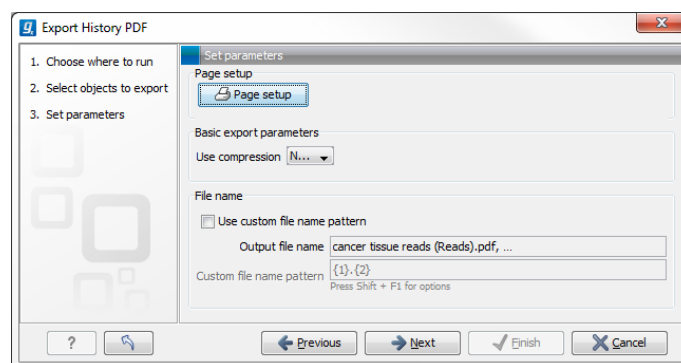 Export History PDF
1. Choose where to run
2. Select objects to export
3. Set parameters
Set parameters
Page setup
Page setup
Basic export parameters
Use compression N...
File name
Use custom file name pattern
Output file name cancer tissue reads (Reads).pdf, ...
Custom file name pattern {1}.{2}
Press Shift + F1 for options
? Previous Next Finish Cancel